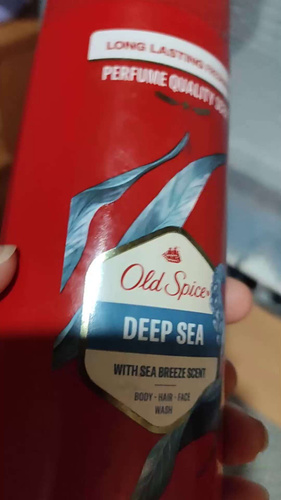 LONG LASTING
PERFUME QUALITY
Old Spice
DEEP SEA
WITH SEA BREEZE SCENT
BODY · HAIR · FACE
WASH